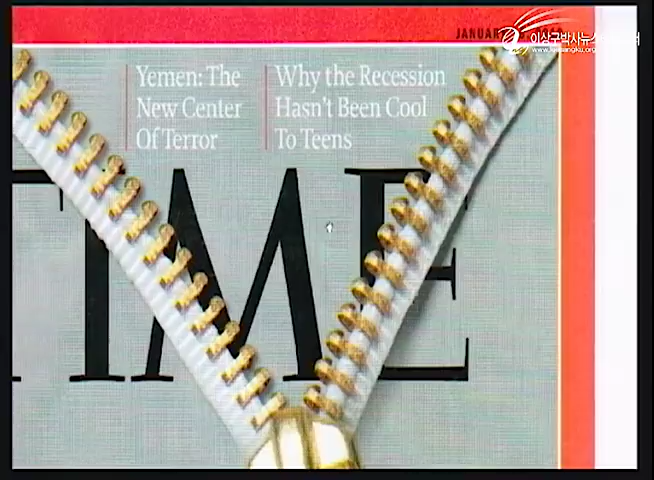 Yemen: The
New Center
Of Terror
Why the Recession
Hasn't Been Cool
To Teens
TIME